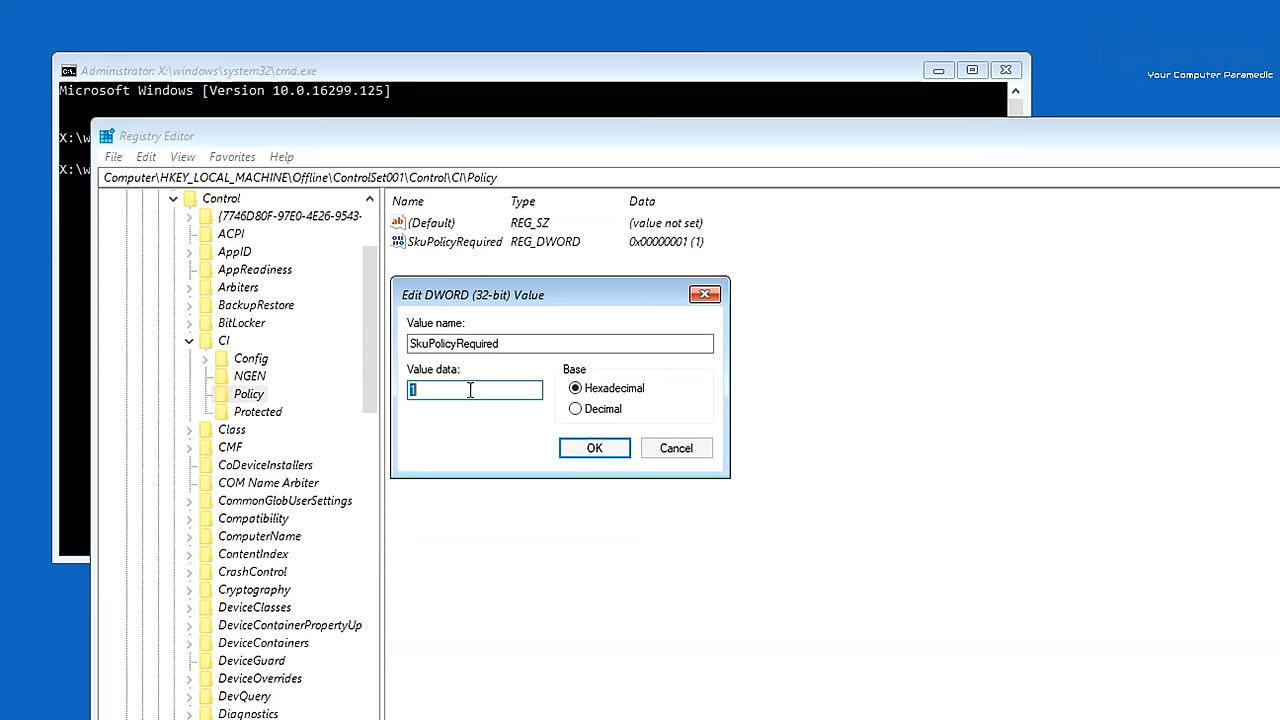 Your Computer Paramedic
Administrator: X:\windows\system32\cmd.exe
Microsoft Windows [Version 10.0.16299.125]
X:\w
X:\w
Registry Editor
File Edit View Favorites Help
Computer\HKEY_LOCAL_MACHINE\Offline\ControlSet001\Control\CI\Policy
Control
{7746D80F-97E0-4E26-9543-
ACPI
AppID
AppReadiness
Arbiters
BackupRestore
BitLocker
CI
Config
NGEN
Policy
Protected
Class
CMF
CoDeviceInstallers
COM Name Arbiter
CommonGlobUserSettings
Compatibility
ComputerName
ContentIndex
CrashControl
Cryptography
DeviceClasses
DeviceContainerPropertyUp
DeviceContainers
DeviceGuard
DeviceOverrides
DevQuery
Diagnostics
Name Type Data
(Default) REG_SZ (value not set)
SkuPolicyRequired REG_DWORD 0x00000001 (1)
Edit DWORD (32-bit) Value
Value name:
SkuPolicyRequired
Value data:
1
Base
Hexadecimal
Decimal
OK Cancel